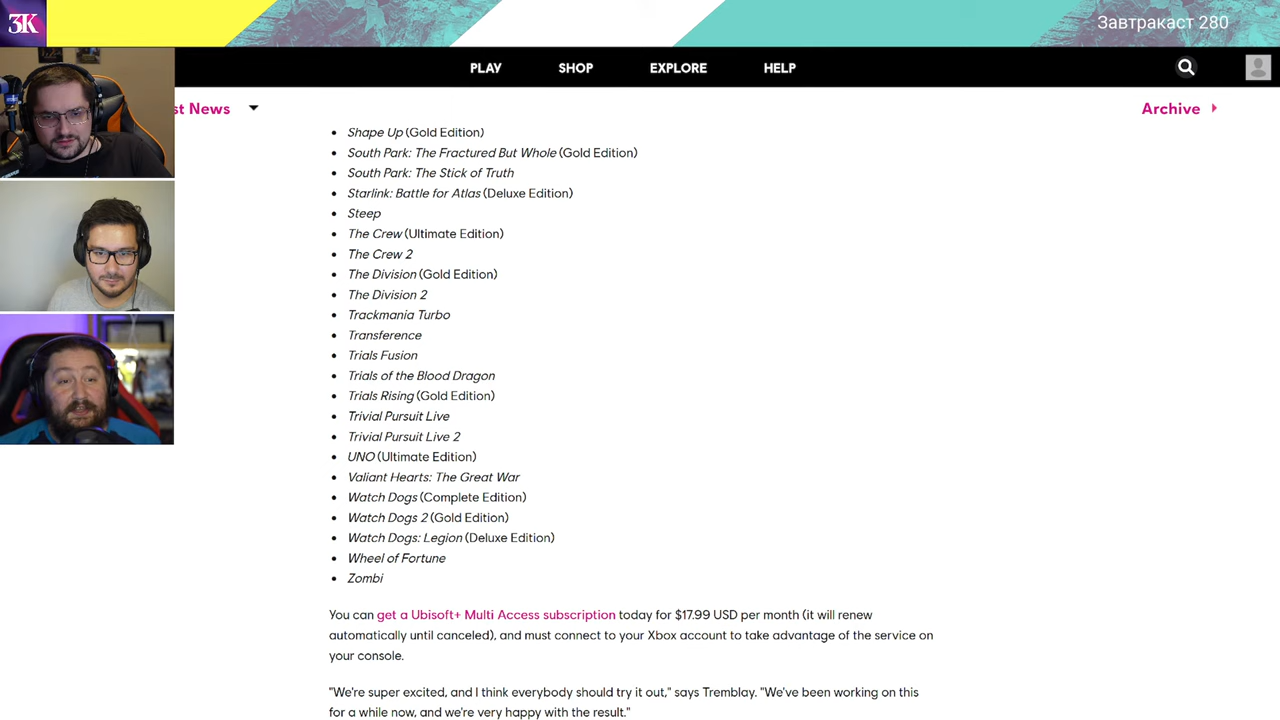 3K
Завтракаст 280
PLAY SHOP EXPLORE HELP
st News
Archive
Shape Up (Gold Edition)
South Park: The Fractured But Whole (Gold Edition)
South Park: The Stick of Truth
Starlink: Battle for Atlas (Deluxe Edition)
Steep
The Crew (Ultimate Edition)
The Crew 2
The Division (Gold Edition)
The Division 2
Trackmania Turbo
Transference
Trials Fusion
Trials of the Blood Dragon
Trials Rising (Gold Edition)
Trivial Pursuit Live
Trivial Pursuit Live 2
UNO (Ultimate Edition)
Valiant Hearts: The Great War
Watch Dogs (Complete Edition)
Watch Dogs 2 (Gold Edition)
Watch Dogs: Legion (Deluxe Edition)
Wheel of Fortune
Zombi
You can get a Ubisoft+ Multi Access subscription today for $17.99 USD per month (it will renew
automatically until canceled), and must connect to your Xbox account to take advantage of the service on
your console.
"We're super excited, and I think everybody should try it out," says Tremblay. "We've been working on this
for a while now, and we're very happy with the result."